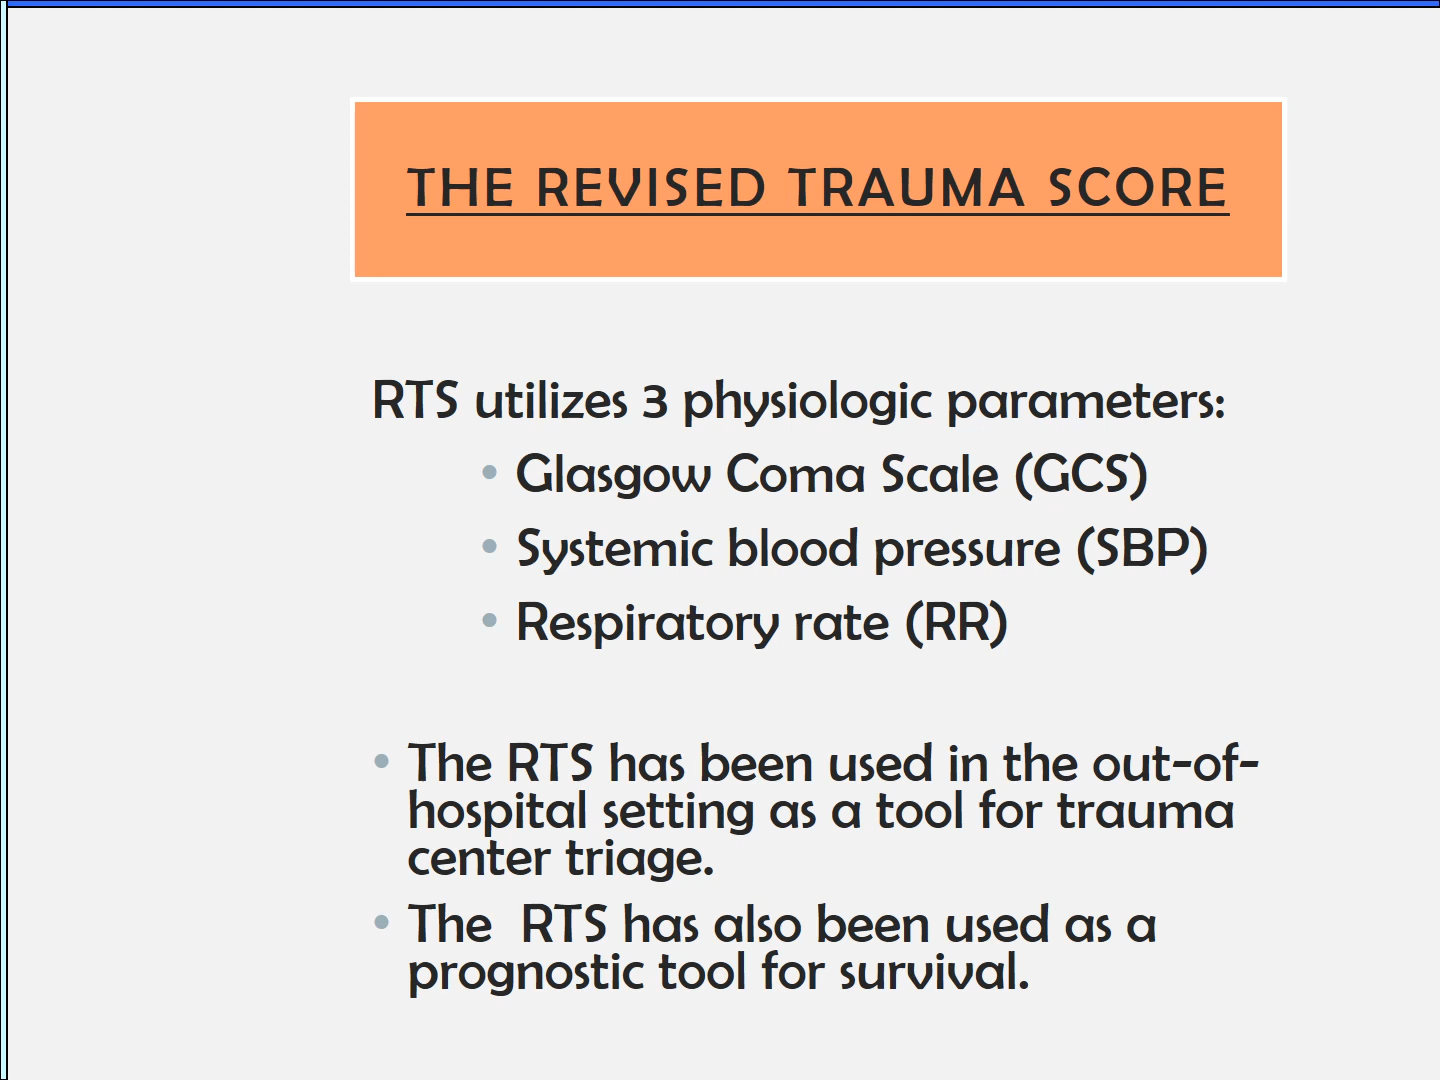 THE REVISED TRAUMA SCORE
RTS utilizes 3 physiologic parameters:
• Glasgow Coma Scale (GCS)
• Systemic blood pressure (SBP)
• Respiratory rate (RR)
• The RTS has been used in the out-of-
hospital setting as a tool for trauma
center triage.
• The  RTS has also been used as a
prognostic tool for survival.